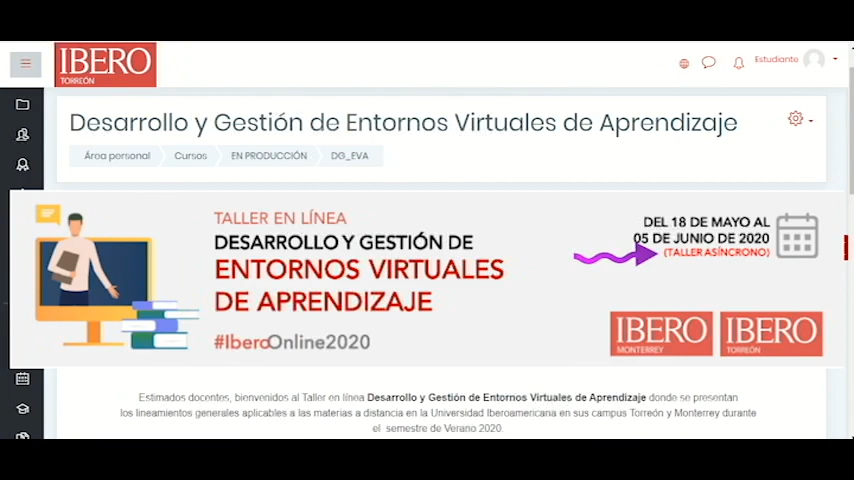 IBERO
TORREÓN
Estudiante
Desarrollo y Gestión de Entornos Virtuales de Aprendizaje
Área personal
Cursos
EN PRODUCCIÓN
DG_EVA
TALLER EN LÍNEA
DESARROLLO Y GESTIÓN DE
ENTORNOS VIRTUALES
DE APRENDIZAJE
#IberoOnline2020
DEL 18 DE MAYO AL
05 DE JUNIO DE 2020
(TALLER ASÍNCRONO)
IBERO
MONTERREY
IBERO
TORREÓN
Estimados docentes, bienvenidos al Taller en línea Desarrollo y Gestión de Entornos Virtuales de Aprendizaje donde se presentan
los lineamientos generales aplicables a las materias a distancia en la Universidad Iberoamericana en sus campus Torreón y Monterrey durante
el semestre de Verano 2020.